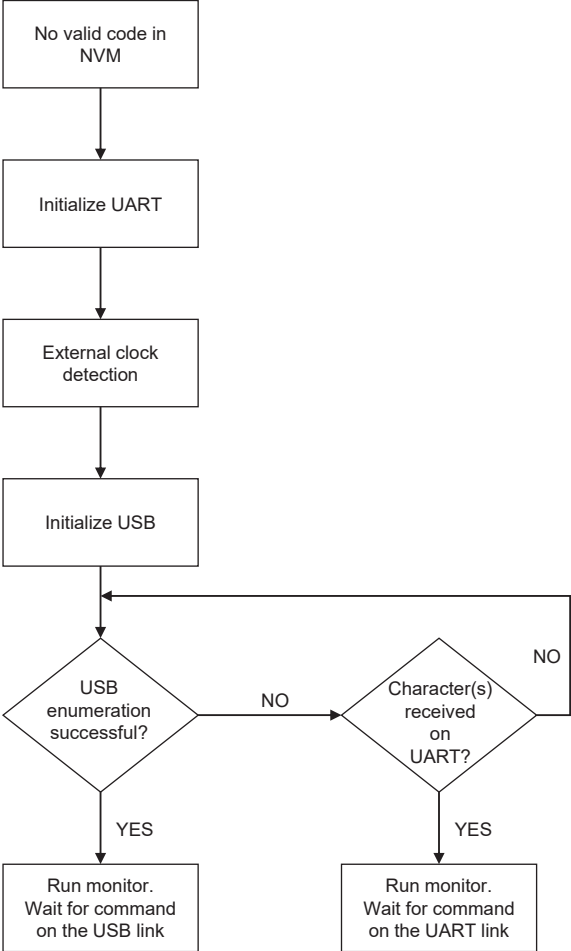 No valid code in
NVM
Initialize UART
External clock
detection
Initialize USB
USB
enumeration
successful?
NO
Character(s)
received
on
UART?
NO
YES
YES
Run monitor.
Wait for command
on the USB link
Run monitor.
Wait for command
on the UART link